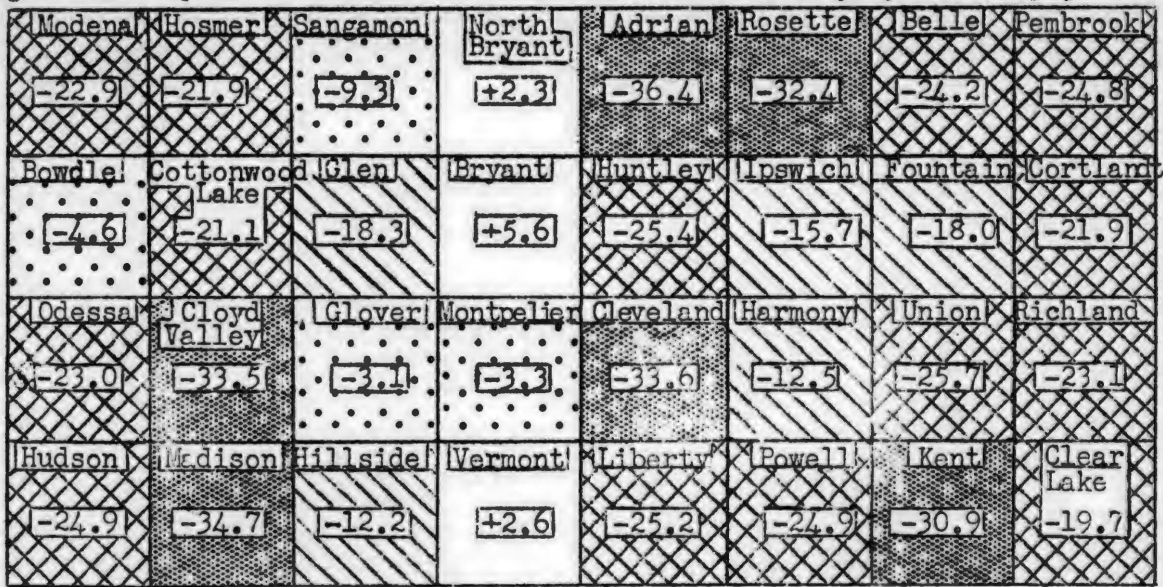 Modena Hosmer Sangamon North Bryant Adrian Rosette Belle Pembrook
-22.9 -21.9 -9.3 +2.3 -36.4 -32.4 -24.2 -24.8
Bowdle Cottonwood Lake Glen Bryant Huntley Ipswich Fountain Cortland
-4.6 -21.1 -18.3 +5.6 -25.4 -15.7 -18.0 -21.9
Odessa Cloyd Valley Glover Montpelier Cleveland Harmony Union Richland
-23.0 -33.5 -3.1 -3.3 -33.6 -12.5 -25.7 -23.1
Hudson Madison Hillside Vermont Liberty Powell Kent Clear Lake
-24.9 -34.7 -12.2 +2.6 -25.2 -24.9 -30.9 -19.7